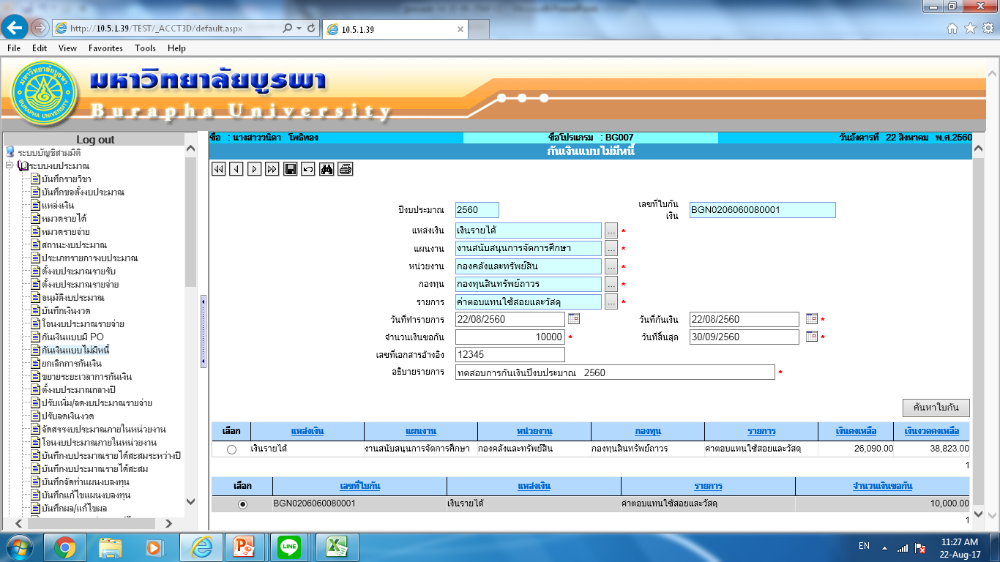 http://10.5.1.39/TEST/_ACCT3D/default.aspx
10.5.1.39
File Edit View Favorites Tools Help
มหาวิทยาลัยบูรพา
BURAPHA UNIVERSITY
Burapha University
Log out
ระบบบัญชีสามมิติ
ระบบงบประมาณ
บันทึกรายวิชา
บันทึกขอตั้งงบประมาณ
แหล่งเงิน
หมวดรายได้
หมวดรายจ่าย
สถานะงบประมาณ
ประเภทรายการงบประมาณ
ตั้งงบประมาณรายรับ
ตั้งงบประมาณรายจ่าย
อนุมัติงบประมาณ
บันทึกเงินงวด
โอนงบประมาณรายจ่าย
กันเงินแบบมี PO
กันเงินแบบไม่มีหนี้
ยกเลิกการกันเงิน
ขยายระยะเวลาการกันเงิน
ตั้งงบประมาณกลางปี
ปรับเพิ่ม/ลดงบประมาณรายจ่าย
ปรับลดเงินงวด
จัดสรรงบประมาณภายในหน่วยงาน
โอนงบประมาณภายในหน่วยงาน
บันทึกงบประมาณรายได้สะสมระหว่างปี
บันทึกงบประมาณรายได้สะสม
บันทึกจัดทำแผนงบลงทุน
บันทึกแก้ไขแผนงบลงทุน
บันทึกผล/แก้ไขผล
ชื่อ : นางสาววนิดา โพธิทอง ชื่อโปรแกรม : BG007 วันอังคารที่ 22 สิงหาคม พ.ศ.2560
กันเงินแบบไม่มีหนี้
ปีงบประมาณ 2560 เลขที่ใบกันเงิน BGN0206060080001
แหล่งเงิน เงินรายได้ ... *
แผนงาน งานสนับสนุนการจัดการศึกษา ... *
หน่วยงาน กองคลังและทรัพย์สิน ... *
กองทุน กองทุนสินทรัพย์ถาวร ... *
รายการ ค่าตอบแทนใช้สอยและวัสดุ ... *
วันที่ทำรายการ 22/08/2560 วันที่กันเงิน 22/08/2560 *
จำนวนเงินขอกัน 10000 * วันที่สิ้นสุด 30/09/2560 *
เลขที่เอกสารอ้างอิง 12345
อธิบายรายการ ทดสอบการกันเงินปีงบประมาณ 2560 *
ค้นหาใบกัน
เลือก แหล่งเงิน แผนงาน หน่วยงาน กองทุน รายการ เงินคงเหลือ เงินงวดคงเหลือ
เงินรายได้ งานสนับสนุนการจัดการศึกษา กองคลังและทรัพย์สิน กองทุนสินทรัพย์ถาวร ค่าตอบแทนใช้สอยและวัสดุ 26,090.00 38,823.00
1
เลือก เลขที่ใบกัน แหล่งเงิน รายการ จำนวนเงินขอกัน
BGN0206060080001 เงินรายได้ ค่าตอบแทนใช้สอยและวัสดุ 10,000.00
1
LINE
EN
11:27 AM
22-Aug-17